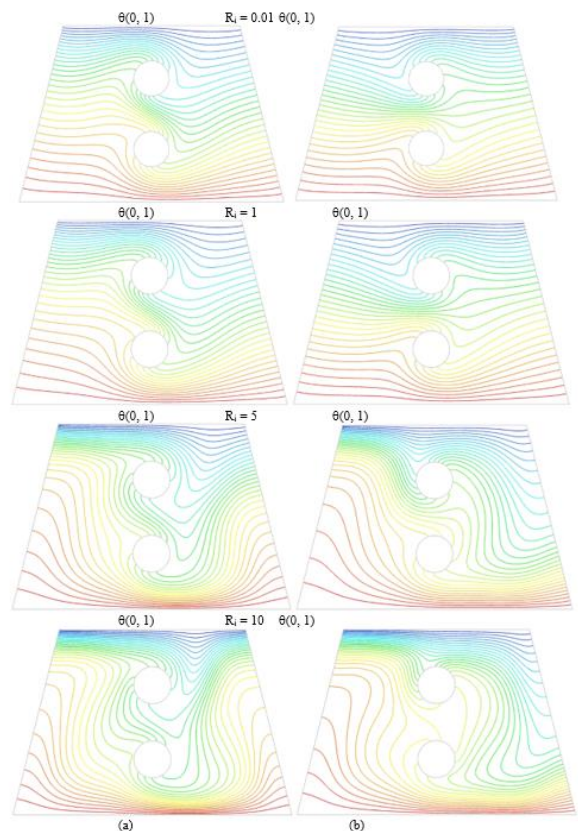 θ(0, 1) Rᵢ = 0.01 θ(0, 1)
θ(0, 1) Rᵢ = 1 θ(0, 1)
θ(0, 1) Rᵢ = 5 θ(0, 1)
θ(0, 1) Rᵢ = 10 θ(0, 1)
(a) (b)